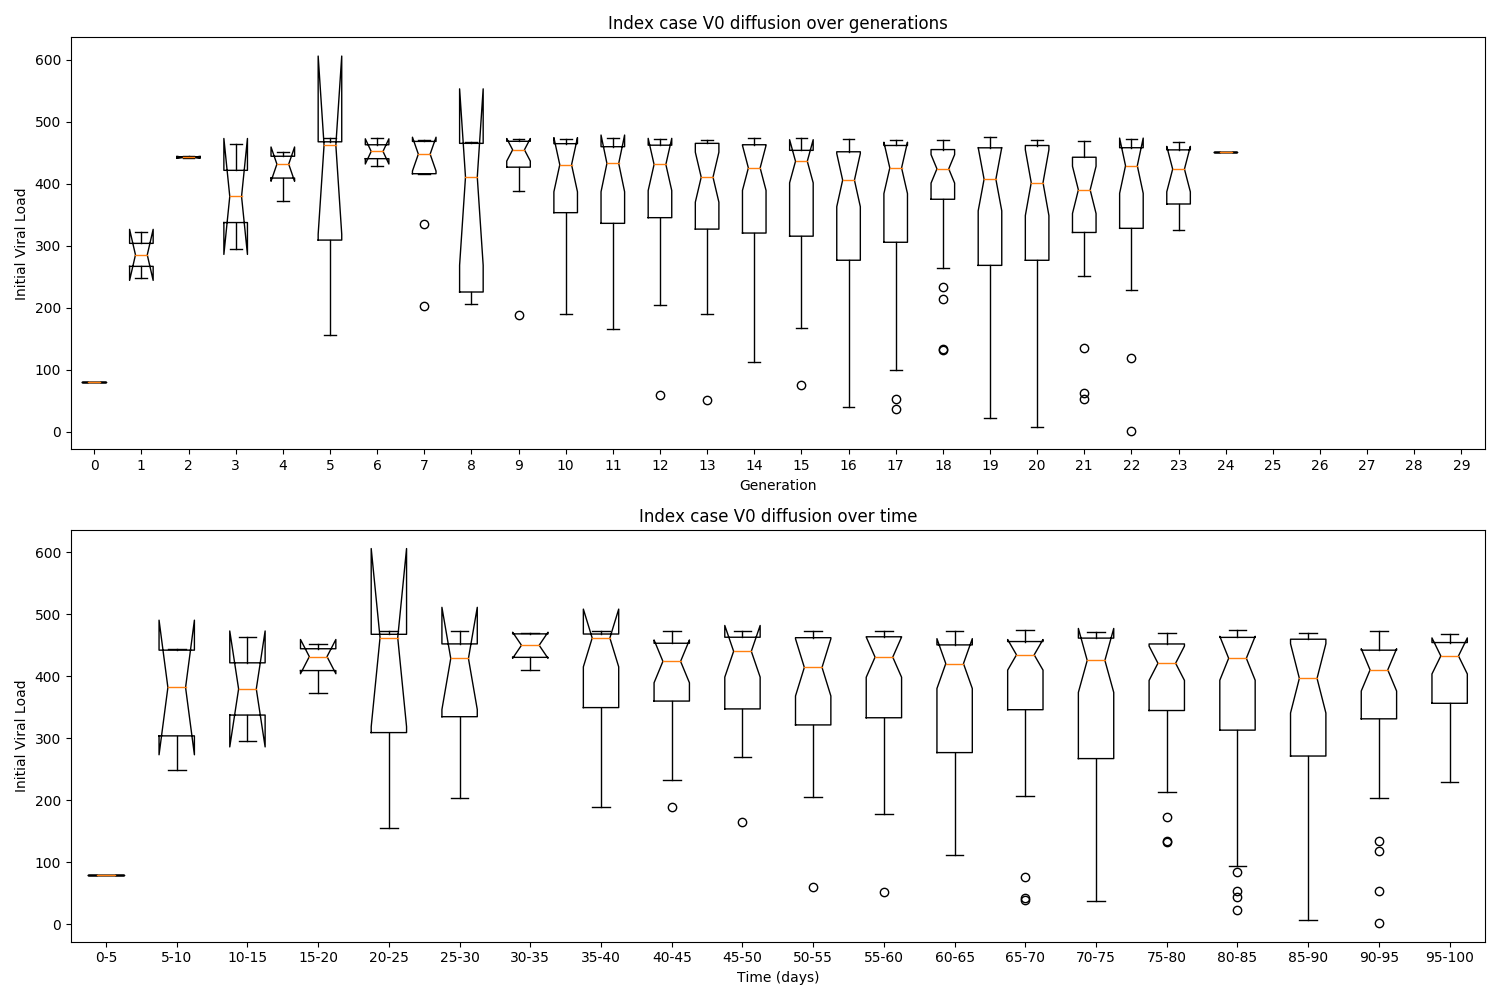 Index case V0 diffusion over generations
Initial Viral Load
600
500
400
300
200
100
0
0 1 2 3 4 5 6 7 8 9 10 11 12 13 14 15 16 17 18 19 20 21 22 23 24 25 26 27 28 29
Generation
Index case V0 diffusion over time
Initial Viral Load
600
500
400
300
200
100
0
0-5 5-10 10-15 15-20 20-25 25-30 30-35 35-40 40-45 45-50 50-55 55-60 60-65 65-70 70-75 75-80 80-85 85-90 90-95 95-100
Time (days)